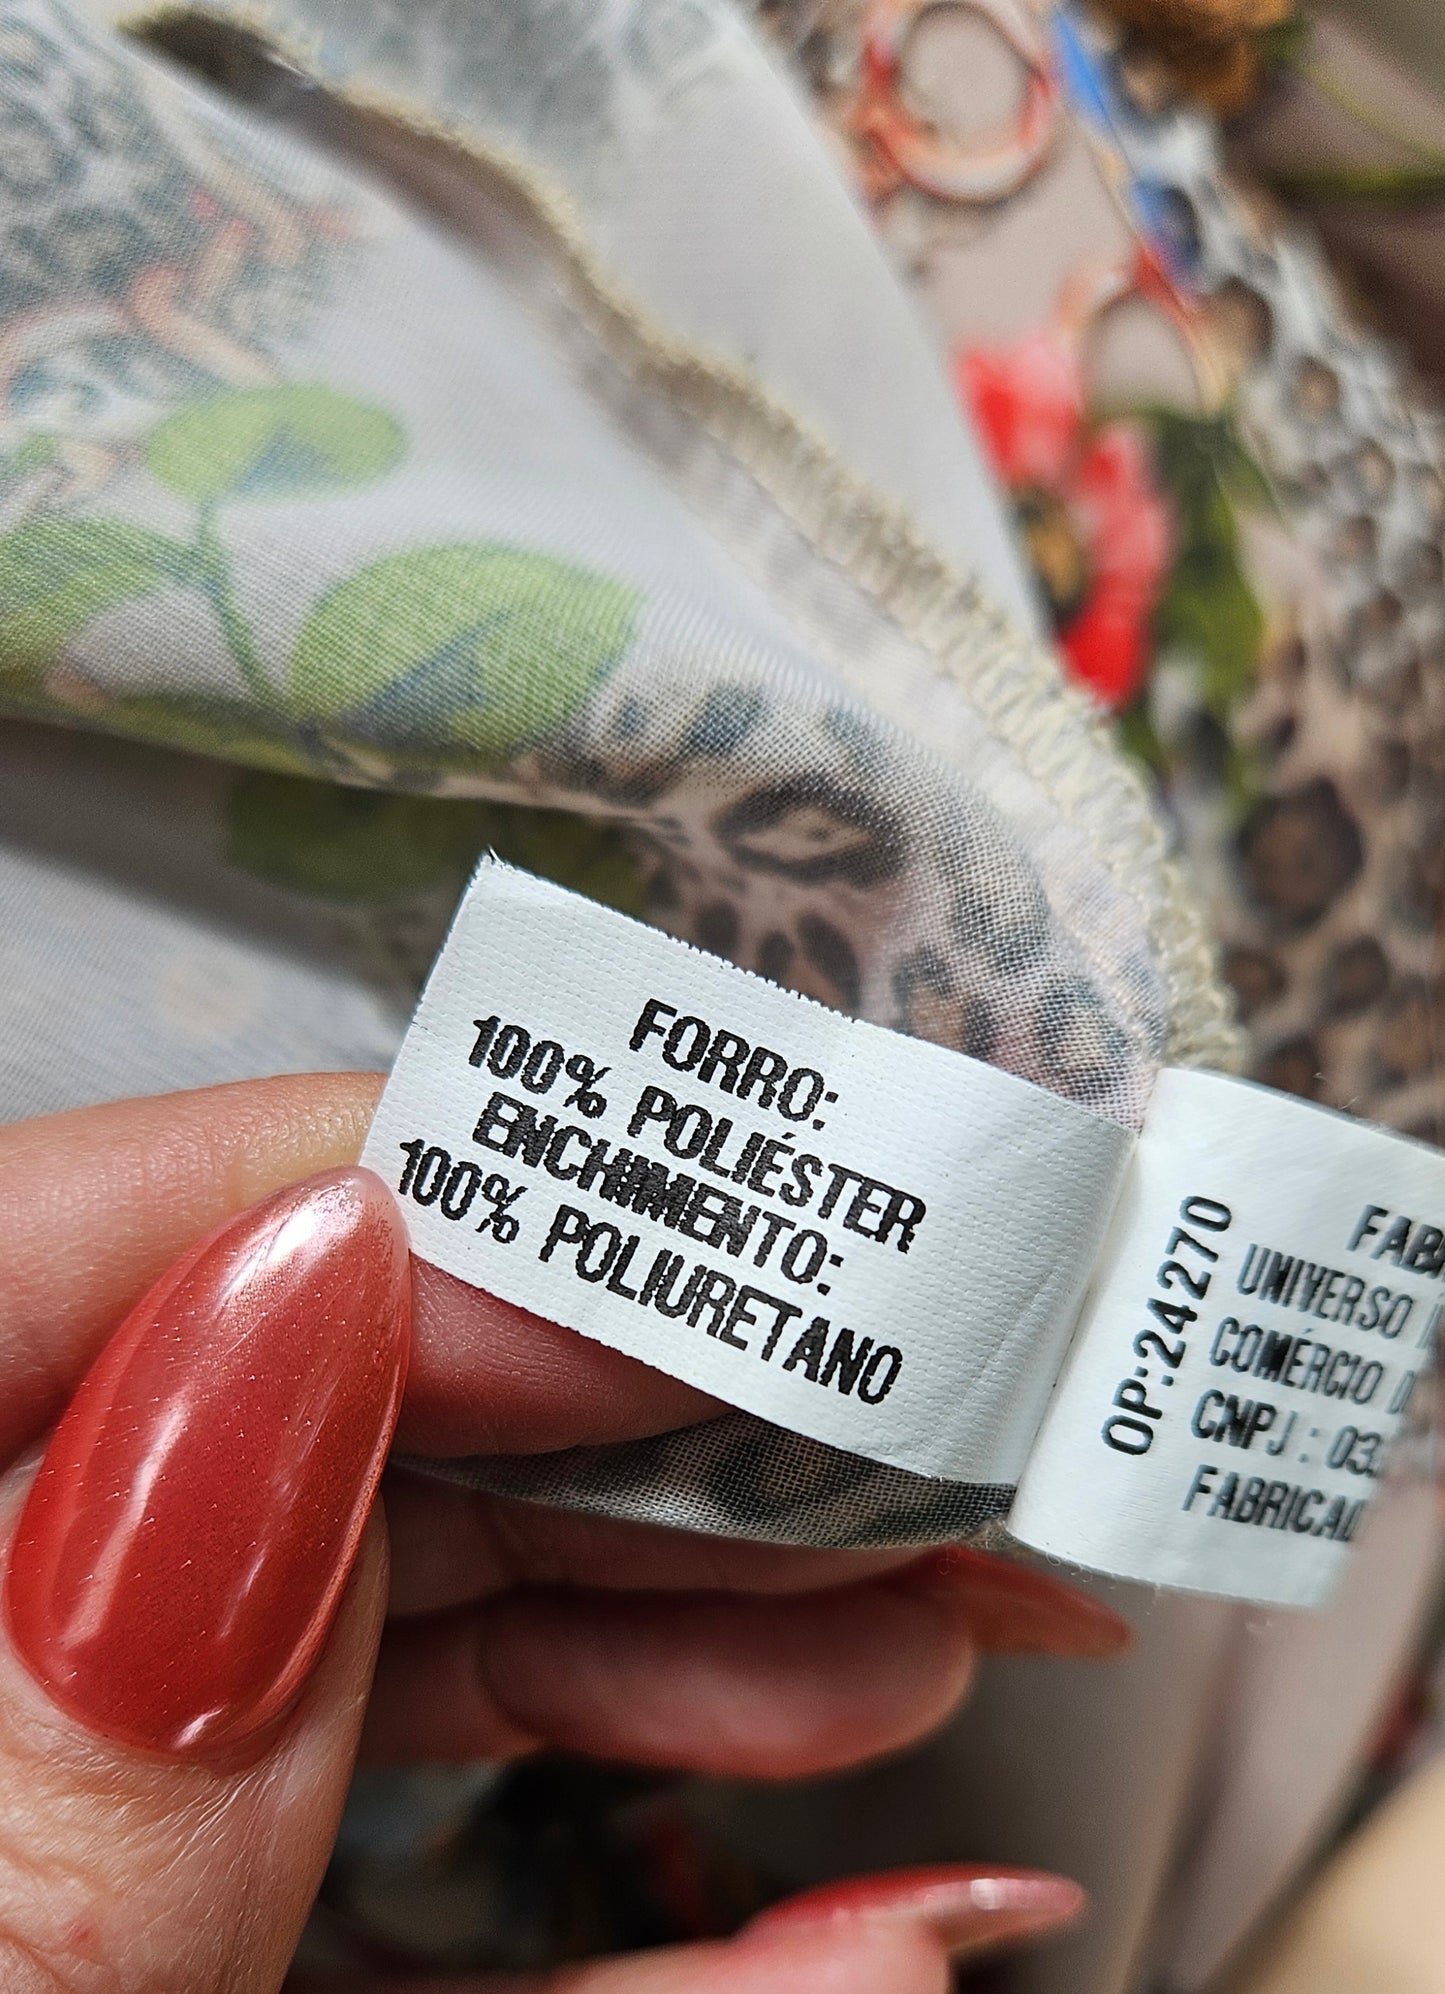 FORRO:
100% POLIÉSTER
ENCHIMENTO:
100% POLIURETANO
OP:24270
UNIVERSO
COMÉRCIO
CNPJ: